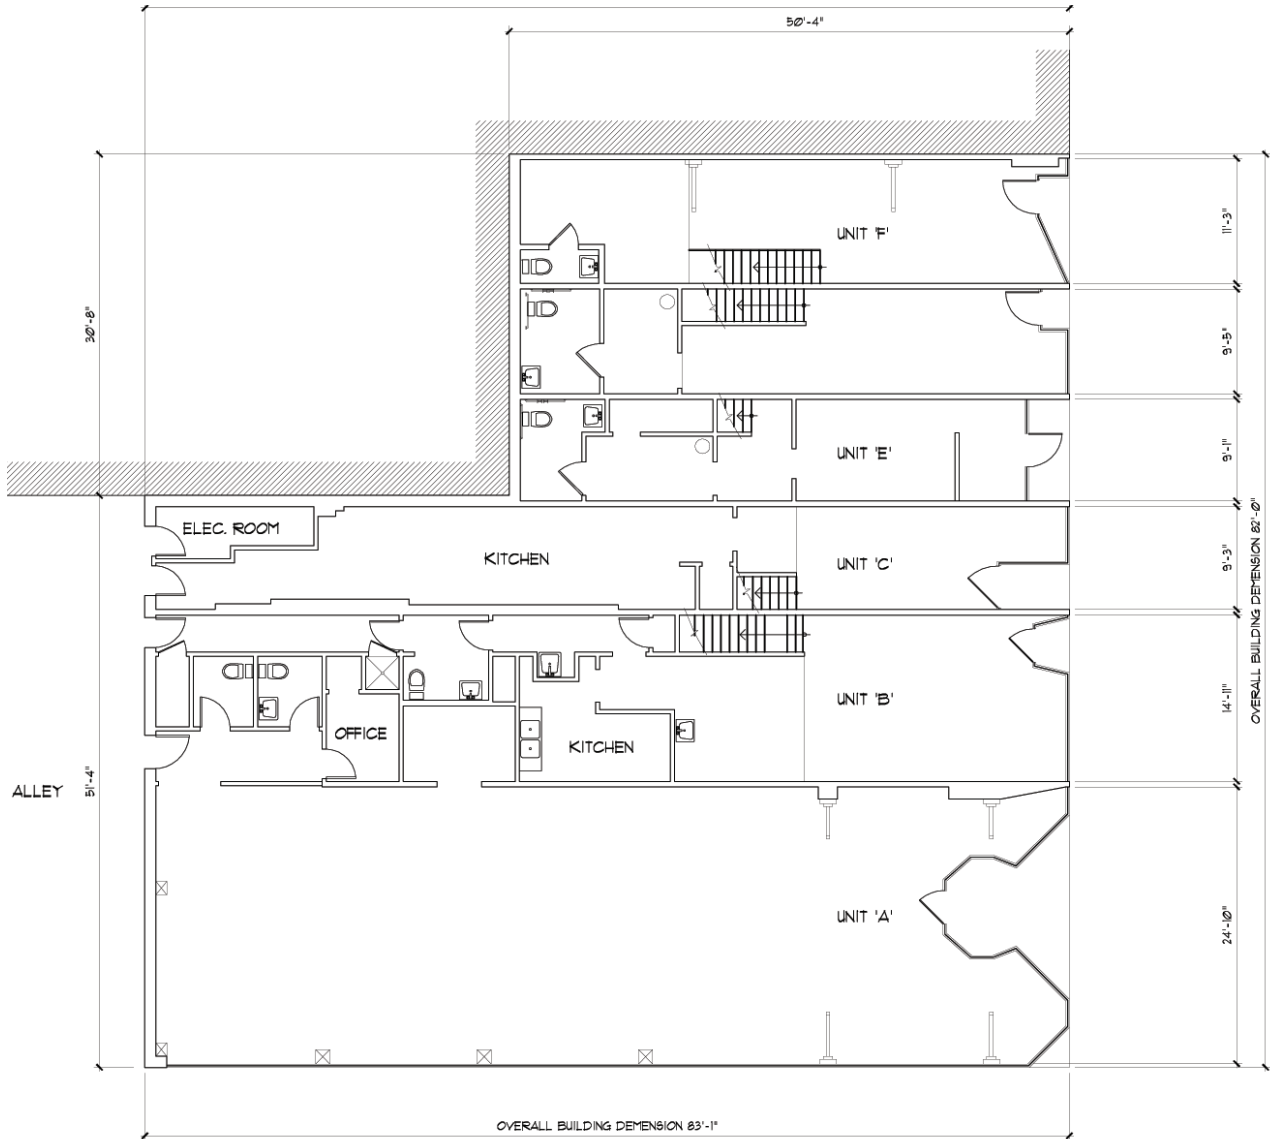 50'-4"
11'-3"
UNIT 'F'
30'-8"
9'-5"
UNIT 'E'
9'-1"
ELEC. ROOM
KITCHEN
UNIT 'C'
9'-3"
OVERALL BUILDING DEMENSION 82'-0"
UNIT 'B'
14'-11"
OFFICE
KITCHEN
ALLEY
51'-4"
UNIT 'A'
24'-10"
OVERALL BUILDING DEMENSION 83'-1"